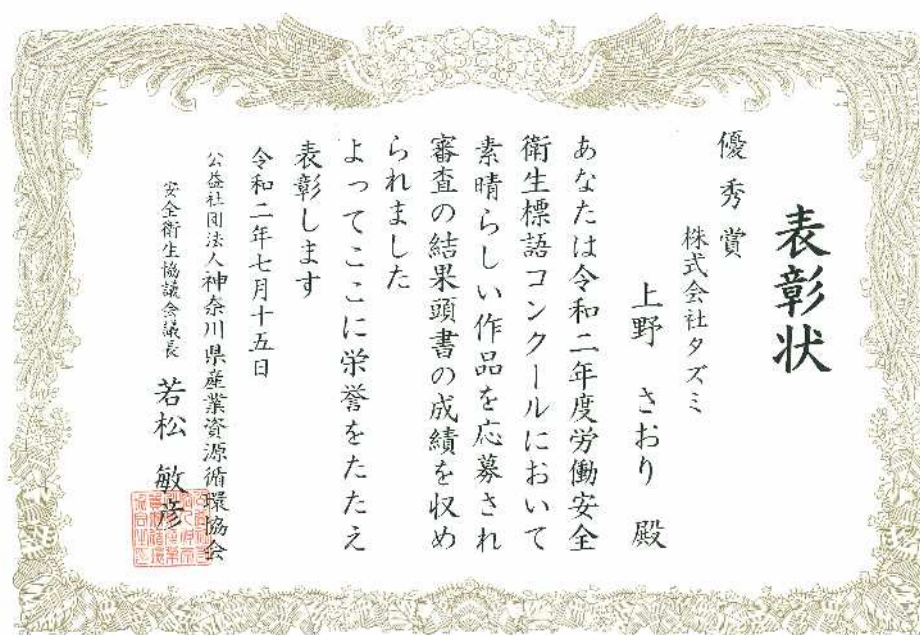 表彰状
優秀賞
株式会社タズミ
上野 さおり 殿
あなたは令和二年度労働安全
衛生標語コンクールにおいて
素晴らしい作品を応募され
審査の結果頭書の成績を収め
られました
よってここに栄誉をたたえ
表彰します
令和二年七月十五日
公益社団法人神奈川県産業資源循環協会
安全衛生協議会議長 若松 敏彦